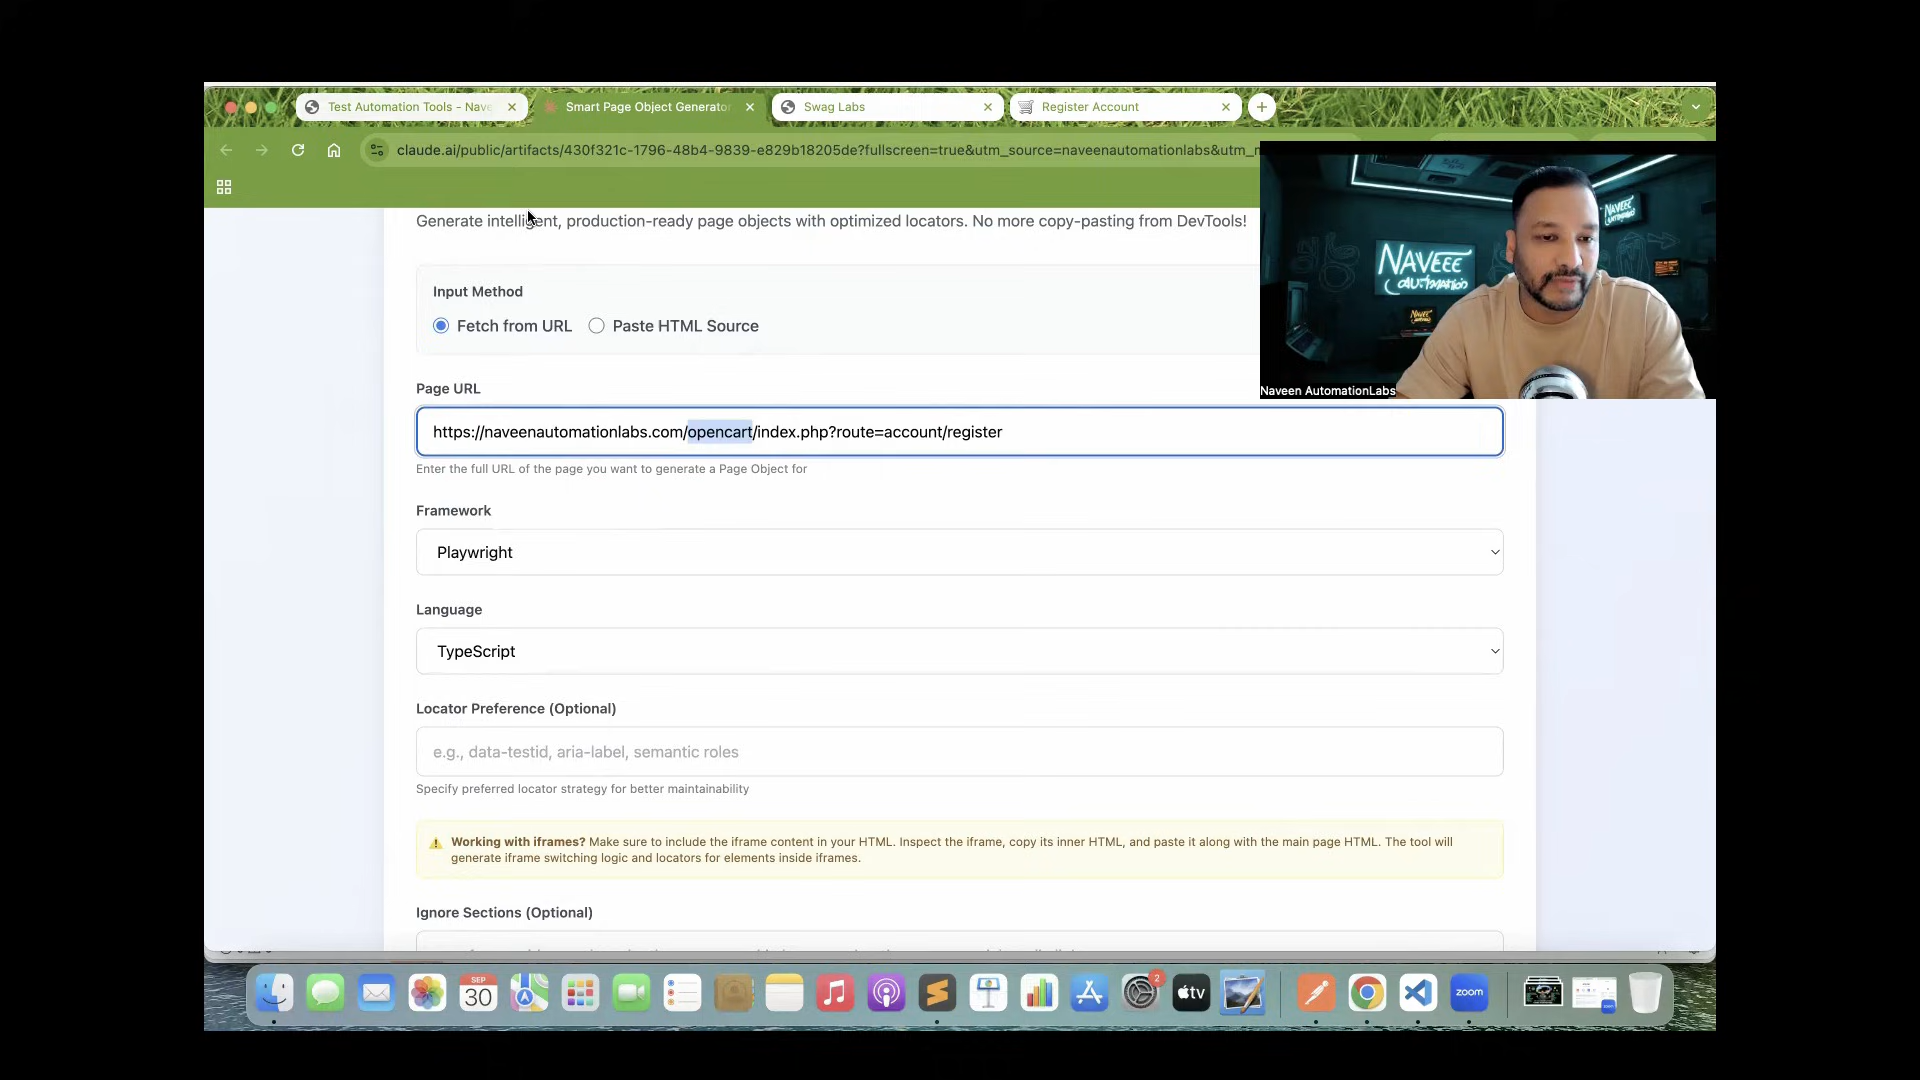 Test Automation Tools - Nave
Smart Page Object Generator
Swag Labs
Register Account
claude.ai/public/artifacts/430f321c-1796-48b4-9839-e829b18205de?fullscreen=true&utm_source=naveenautomationlabs&utm_m
Generate intelligent, production-ready page objects with optimized locators. No more copy-pasting from DevTools!
NAVEEE
AUTMATION
Naveen AutomationLabs
Input Method
Fetch from URL
Paste HTML Source
Page URL
https://naveenautomationlabs.com/opencart/index.php?route=account/register
Enter the full URL of the page you want to generate a Page Object for
Framework
Playwright
Language
TypeScript
Locator Preference (Optional)
e.g., data-testid, aria-label, semantic roles
Specify preferred locator strategy for better maintainability
Working with iframes? Make sure to include the iframe content in your HTML. Inspect the iframe, copy its inner HTML, and paste it along with the main page HTML. The tool will
generate iframe switching logic and locators for elements inside iframes.
Ignore Sections (Optional)
SEP
30
2
tv
zoom